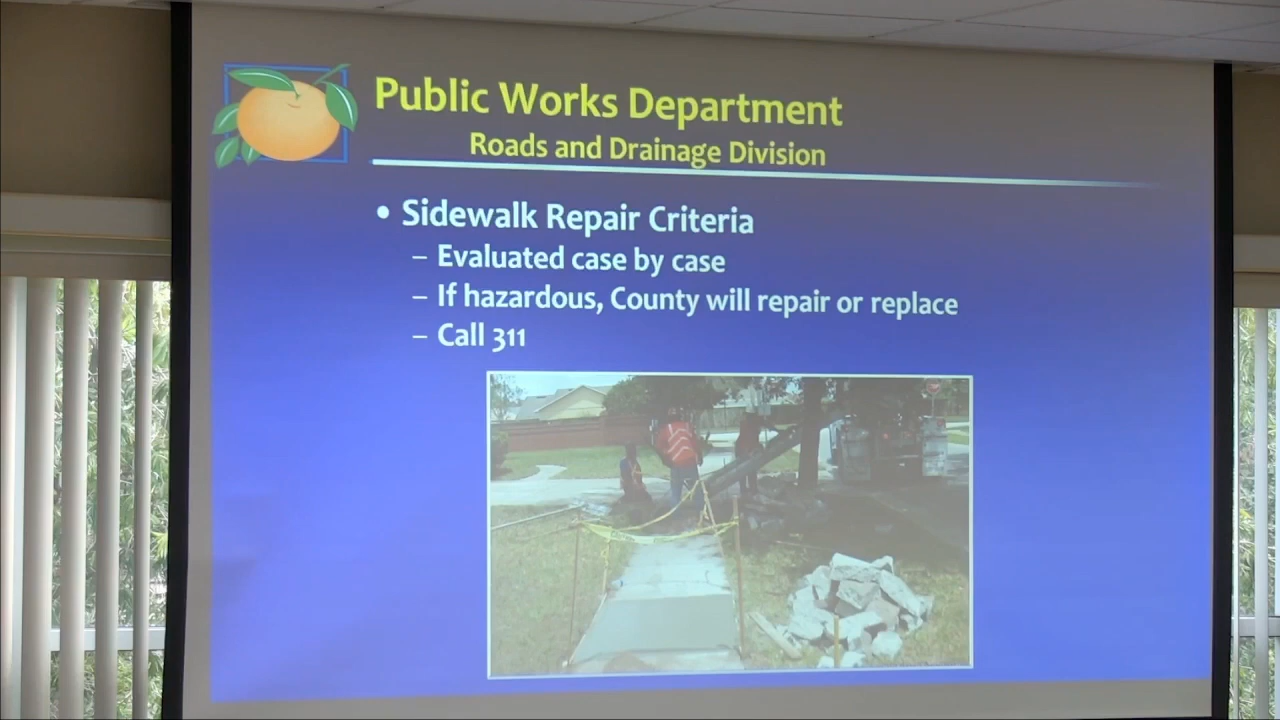 Public Works Department
Roads and Drainage Division
• Sidewalk Repair Criteria
– Evaluated case by case
– If hazardous, County will repair or replace
– Call 311